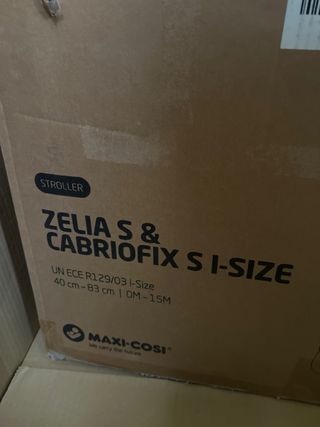 STROLLER
ZELIA S &
CABRIOFIX S I-SIZE
UN ECE R129/03 I-Size
40 cm - 83 cm | 0M - 15M
MAXI-COSI®
We carry the future